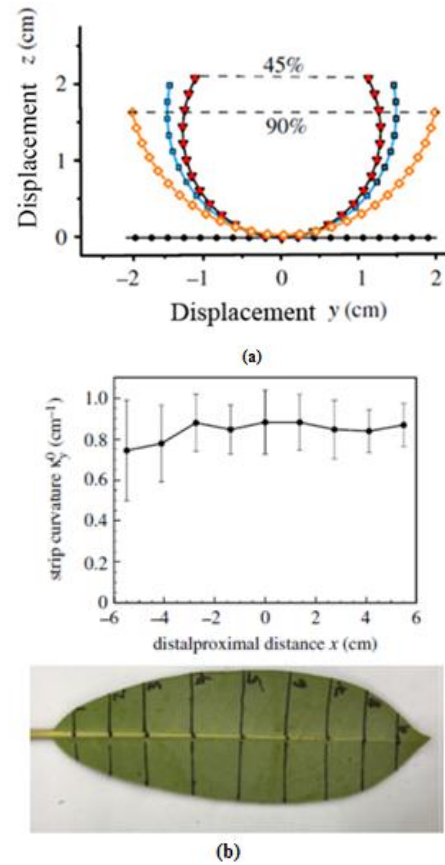 Displacement z (cm)
2
1
0
45%
90%
−2 −1 0 1 2
Displacement y (cm)
(a)
strip curvature κ⁰y (cm⁻¹)
1.0
0.8
0.6
0.4
0.2
0
−6 −4 −2 0 2 4 6
distalproximal distance x (cm)
(b)